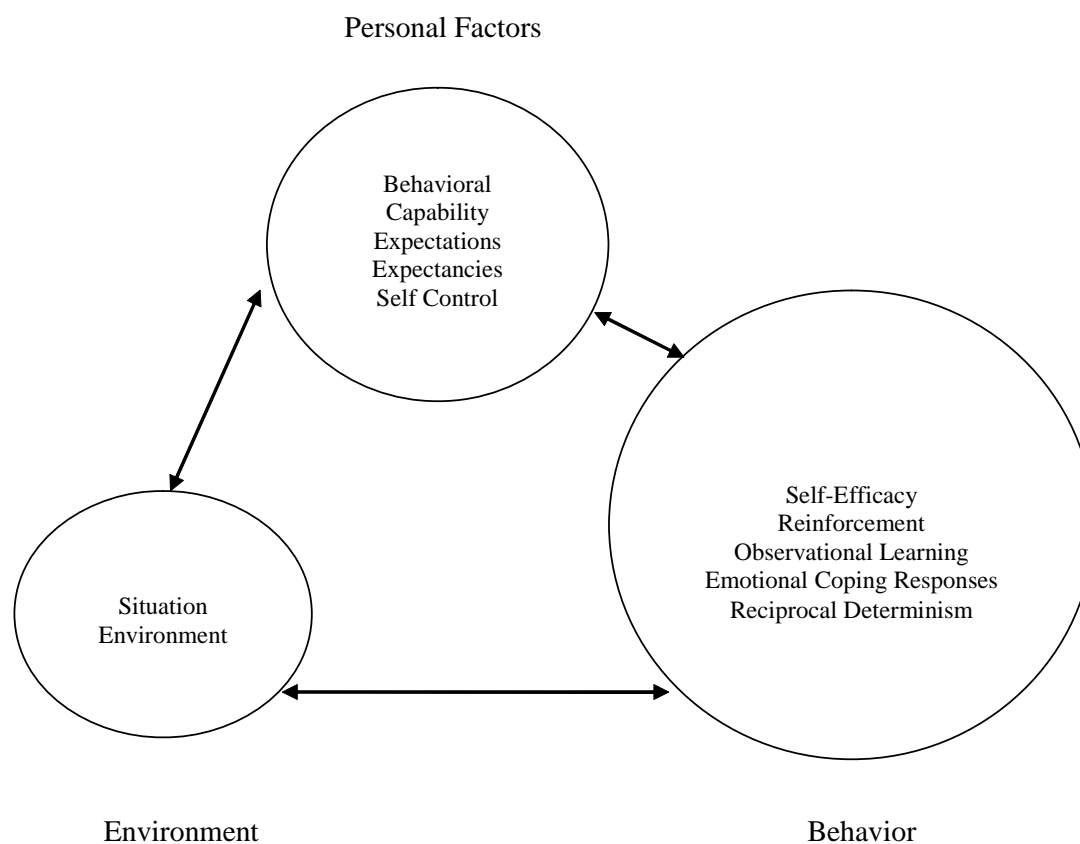 Personal Factors
Behavioral
Capability
Expectations
Expectancies
Self Control
Self-Efficacy
Reinforcement
Observational Learning
Emotional Coping Responses
Reciprocal Determinism
Situation
Environment
Environment
Behavior